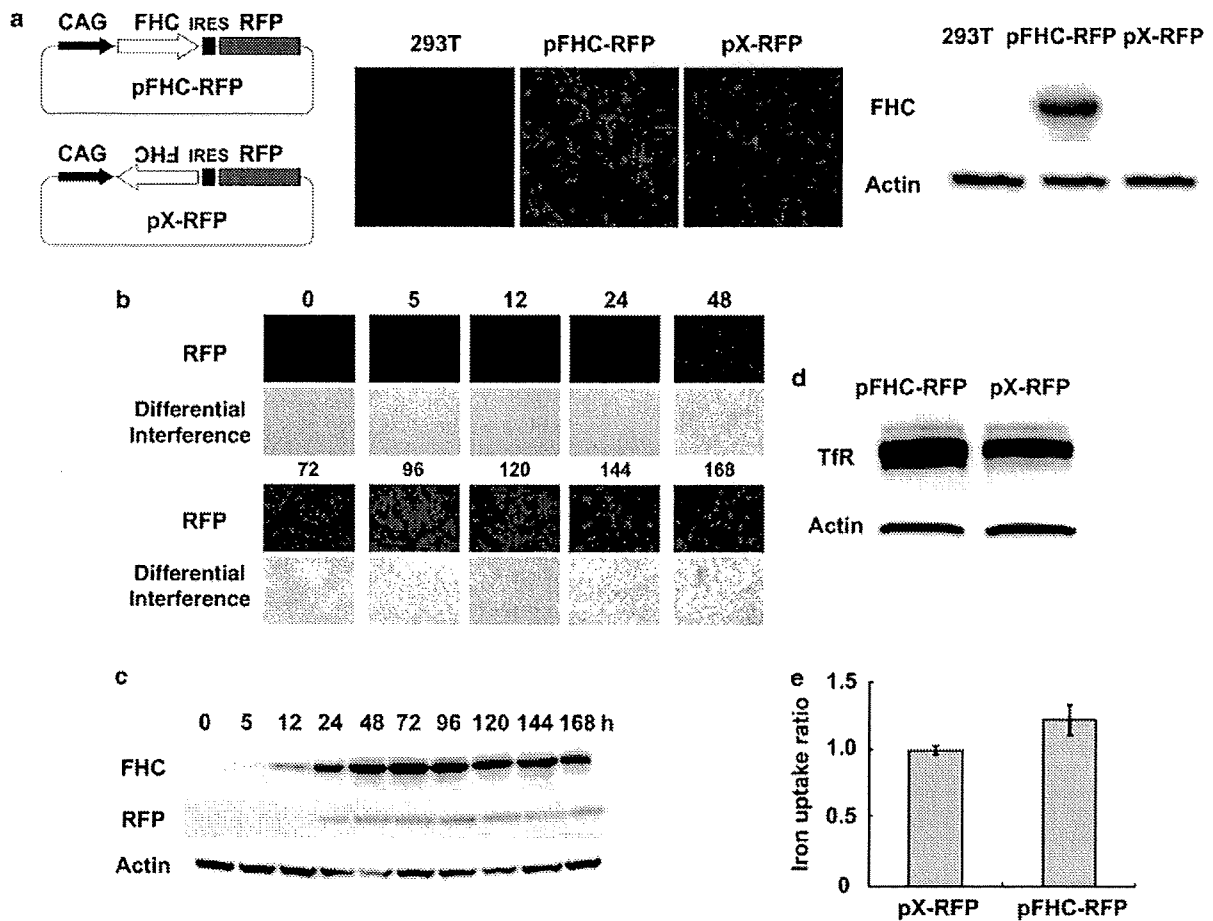 a
CAG FHC IRES RFP
pFHC-RFP
CAG FHC IRES RFP
pX-RFP
293T pFHC-RFP pX-RFP
293T pFHC-RFP pX-RFP
FHC
Actin
b
0 5 12 24 48
RFP
Differential
Interference
72 96 120 144 168
RFP
Differential
Interference
c
0 5 12 24 48 72 96 120 144 168 h
FHC
RFP
Actin
d
pFHC-RFP pX-RFP
TfR
Actin
e
Iron uptake ratio
1.5
1.0
0.5
0
pX-RFP pFHC-RFP